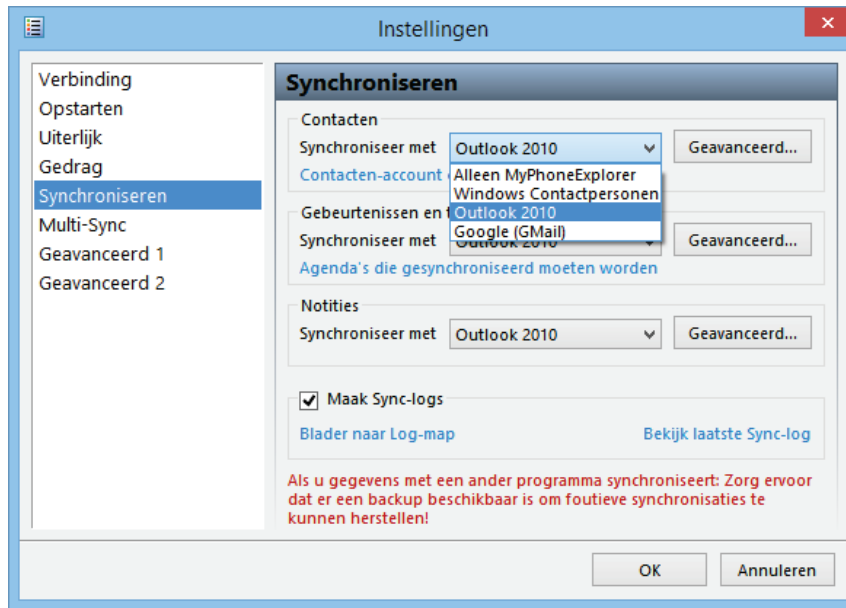 Instellingen
Verbinding
Opstarten
Uiterlijk
Gedrag
Synchroniseren
Multi-Sync
Geavanceerd 1
Geavanceerd 2
Synchroniseren
Contacten
Synchroniseer met Outlook 2010 Geavanceerd...
Contacten-account
Alleen MyPhoneExplorer
Windows Contactpersonen
Outlook 2010
Google (GMail)
Gebeurtenissen en
Synchroniseer met Outlook 2010 Geavanceerd...
Agenda's die gesynchroniseerd moeten worden
Notities
Synchroniseer met Outlook 2010 Geavanceerd...
Maak Sync-logs
Blader naar Log-map Bekijk laatste Sync-log
Als u gegevens met een ander programma synchroniseert: Zorg ervoor
dat er een backup beschikbaar is om foutieve synchronisaties te
kunnen herstellen!
OK Annuleren